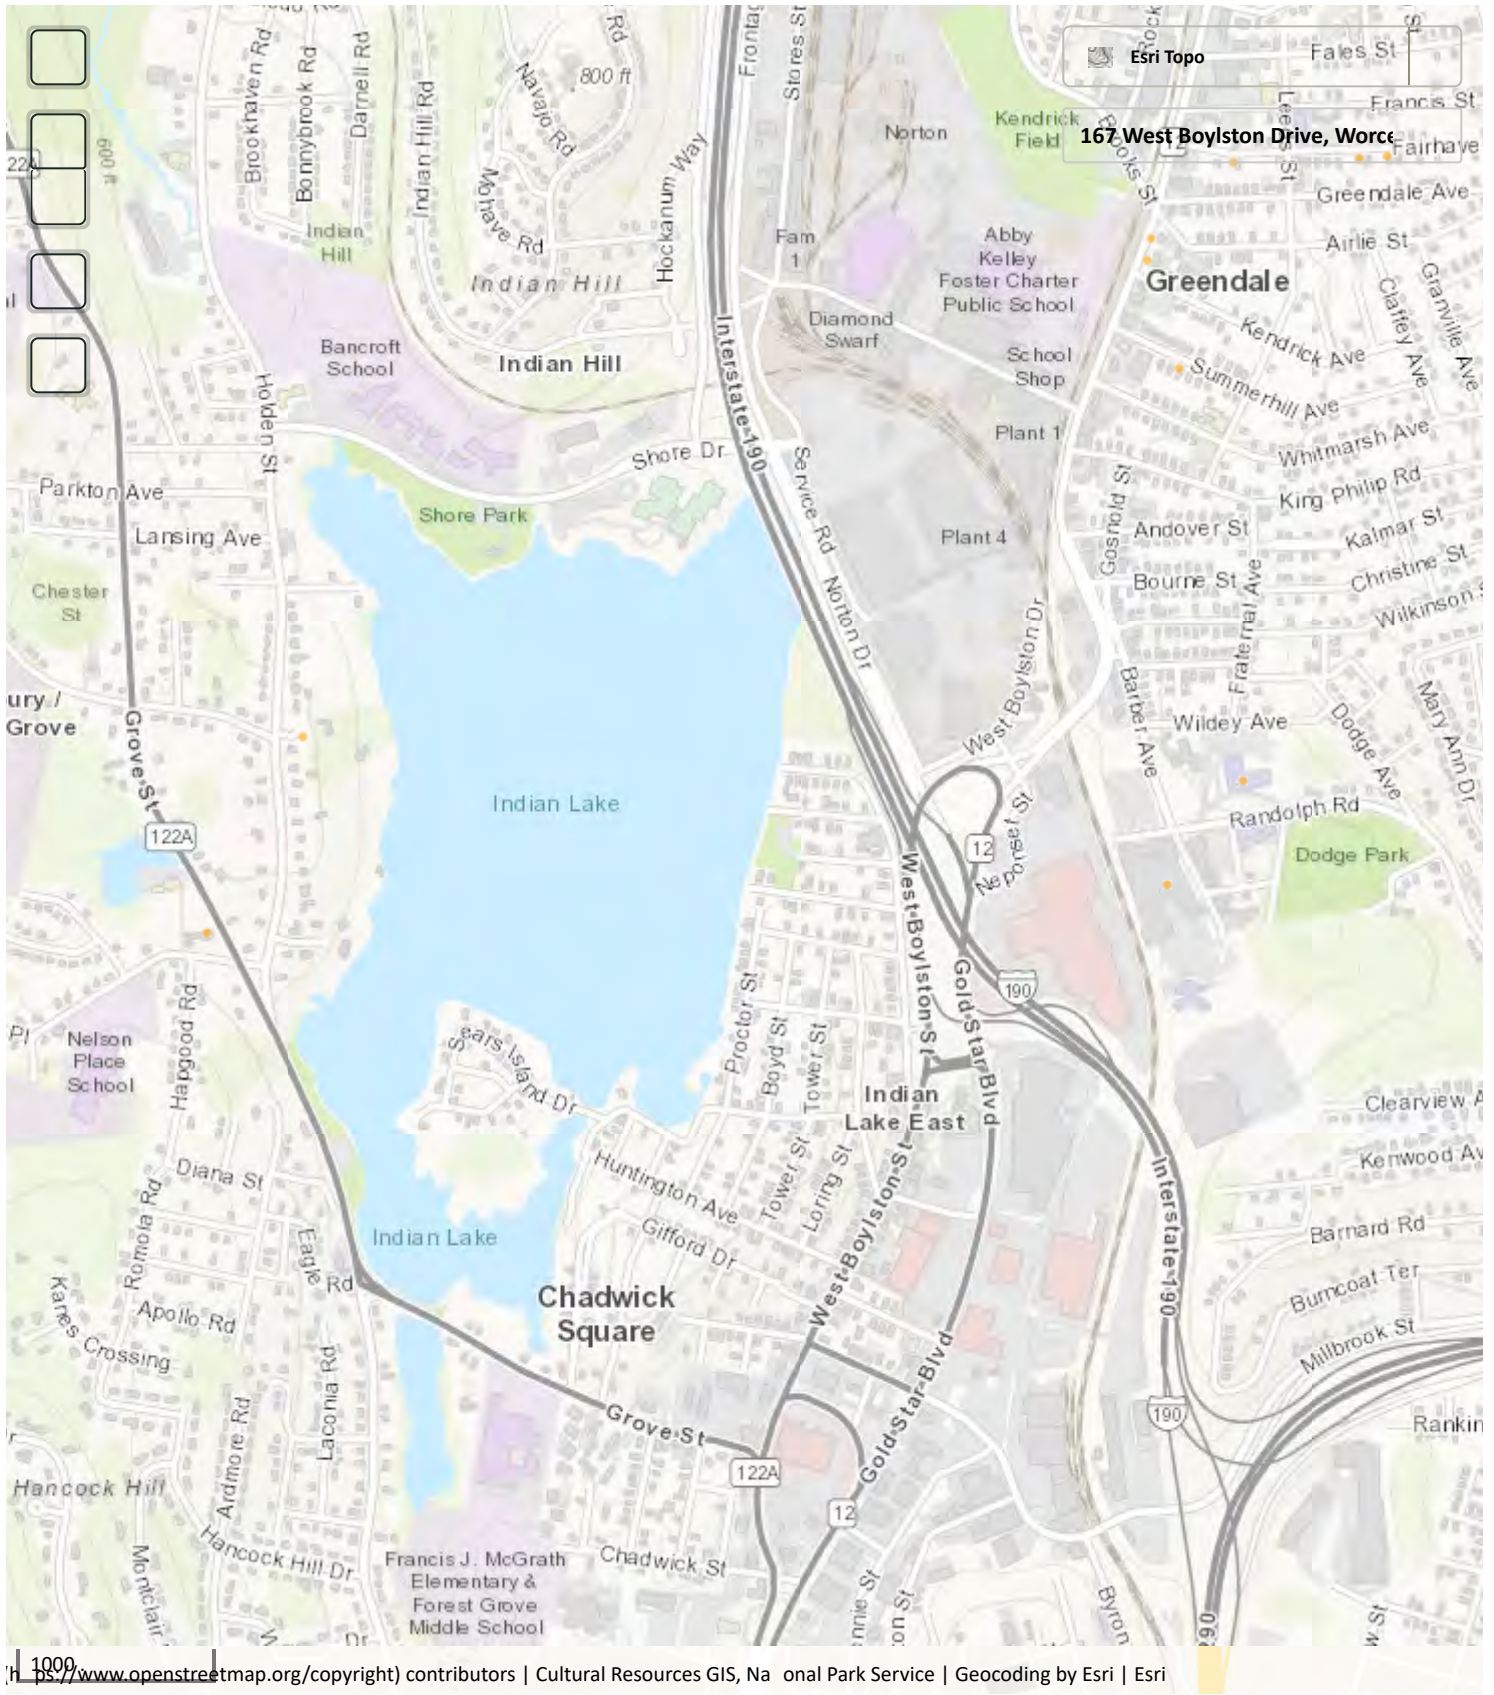 Brookhaven Rd
Bonnybrook Rd
Darnell Rd
Indian Hill Rd
Navajo Rd
Rd
800 ft
Mohave Rd
Hockanum Way
Stores St
Esri Topo
Fales St
Francis St
Norton
Kendrick
Field
167 West Boylston Drive, Worce
Fairhave
Brooks St
600 ft
Greendale Ave
Indian
Hill
Indian Hill
Fam
1
Abby
Kelley
Foster Charter
Public School
Airlie St
Greendale
Claffey Ave
Granville Ave
Diamond
Swarf
Kendrick Ave
Bancroft
School
Indian Hill
Interstate 190
School
Shop
Summerhill Ave
Holden St
Shore Dr
Plant 1
Whitmarsh Ave
Parkton Ave
King Philip Rd
Shore Park
Service Rd
Gosnold St
Andover St
Kalmar St
Lansing Ave
Plant 4
Chester
St
Norton Dr
Bourne St
Christine St
Wilkinson
Fraternal Ave
West Boylston Dr
ury /
Grove
Grove St
Barber Ave
Wildey Ave
Dodge Ave
Mary Ann Dr
West Boylston Dr
Indian Lake
122A
Randolph Rd
12
Neponset St
Dodge Park
West Boylston St
Gold Star Blvd
190
Pl
Nelson
Place
School
Hapgood Rd
Sears Island Dr
Proctor St
Boyd St
Tower St
Indian
Lake East
Clearview A
Diana St
Huntington Ave
Tower St
Loring St
Kenwood Av
Interstate 190
Romola Rd
Eagle
Rd
Indian Lake
Gifford Dr
West Boylston St
Barnard Rd
Burncoat Ter
Kanes Crossing
Apollo Rd
Chadwick
Square
Millbrook St
Gold Star Blvd
Laconia Rd
Ardmore Rd
Grove St
190
Rankin
122A
12
Hancock Hill
Hancock Hill Dr
Montclair
Francis J. McGrath
Elementary &
Forest Grove
Middle School
Chadwick St
Byron
290
Dr
1000
ps://www.openstreetmap.org/copyright) contributors | Cultural Resources GIS, Na onal Park Service | Geocoding by Esri | Esri